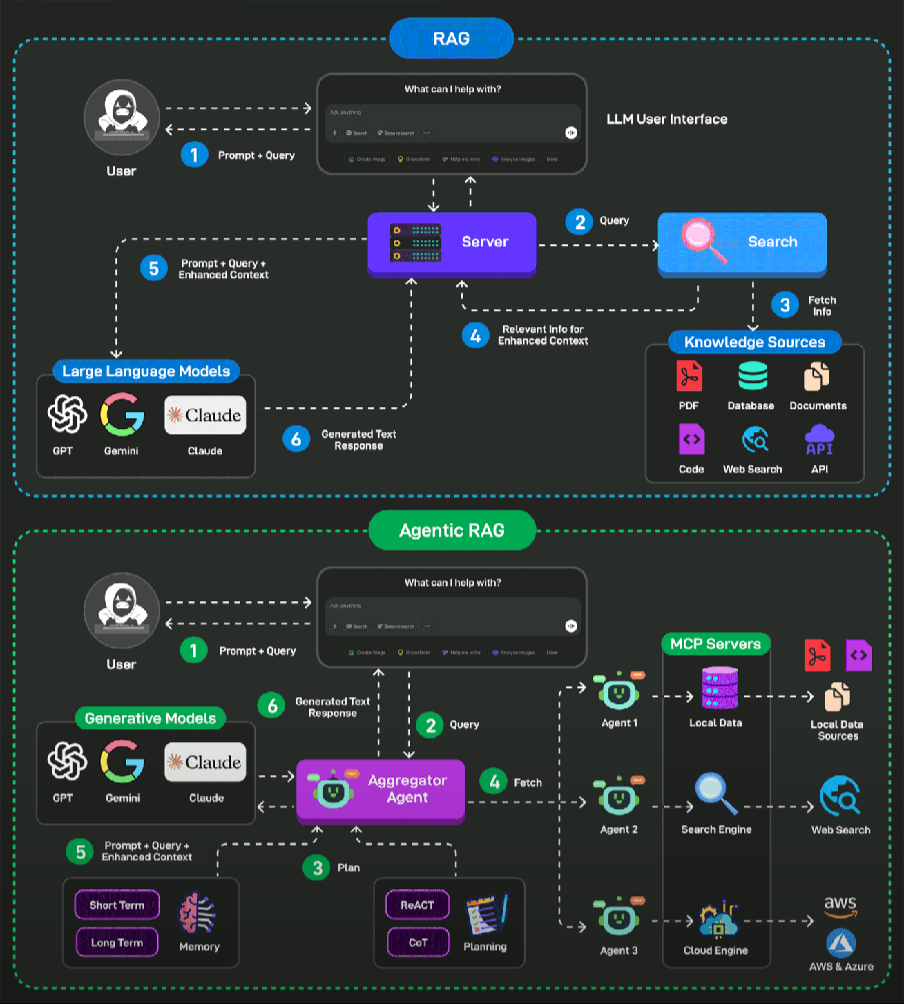 RAG
What can I help with?
Ask anything
Search
Deep research
Create image
Brainstorm
Help me write
Analyze images
More
LLM User Interface
User
1
Prompt + Query
Server
2
Query
Search
5
Prompt + Query +
Enhanced Context
3
Fetch
Info
4
Relevant Info for
Enhanced Context
Large Language Models
Claude
GPT
Gemini
Claude
6
Generated Text
Response
Knowledge Sources
PDF
Database
Documents
API
Code
Web Search
API
Agentic RAG
What can I help with?
Ask anything
Search
Deep research
Create image
Brainstorm
Help me write
Analyze images
More
User
1
Prompt + Query
6
Generated Text
Response
2
Query
Generative Models
Claude
GPT
Gemini
Claude
Aggregator
Agent
4
Fetch
5
Prompt + Query +
Enhanced Context
3
Plan
Short Term
Long Term
Memory
ReACT
CoT
Planning
Agent 1
Agent 2
Agent 3
MCP Servers
Local Data
Search Engine
Cloud Engine
Local Data
Sources
Web Search
aws
AWS & Azure